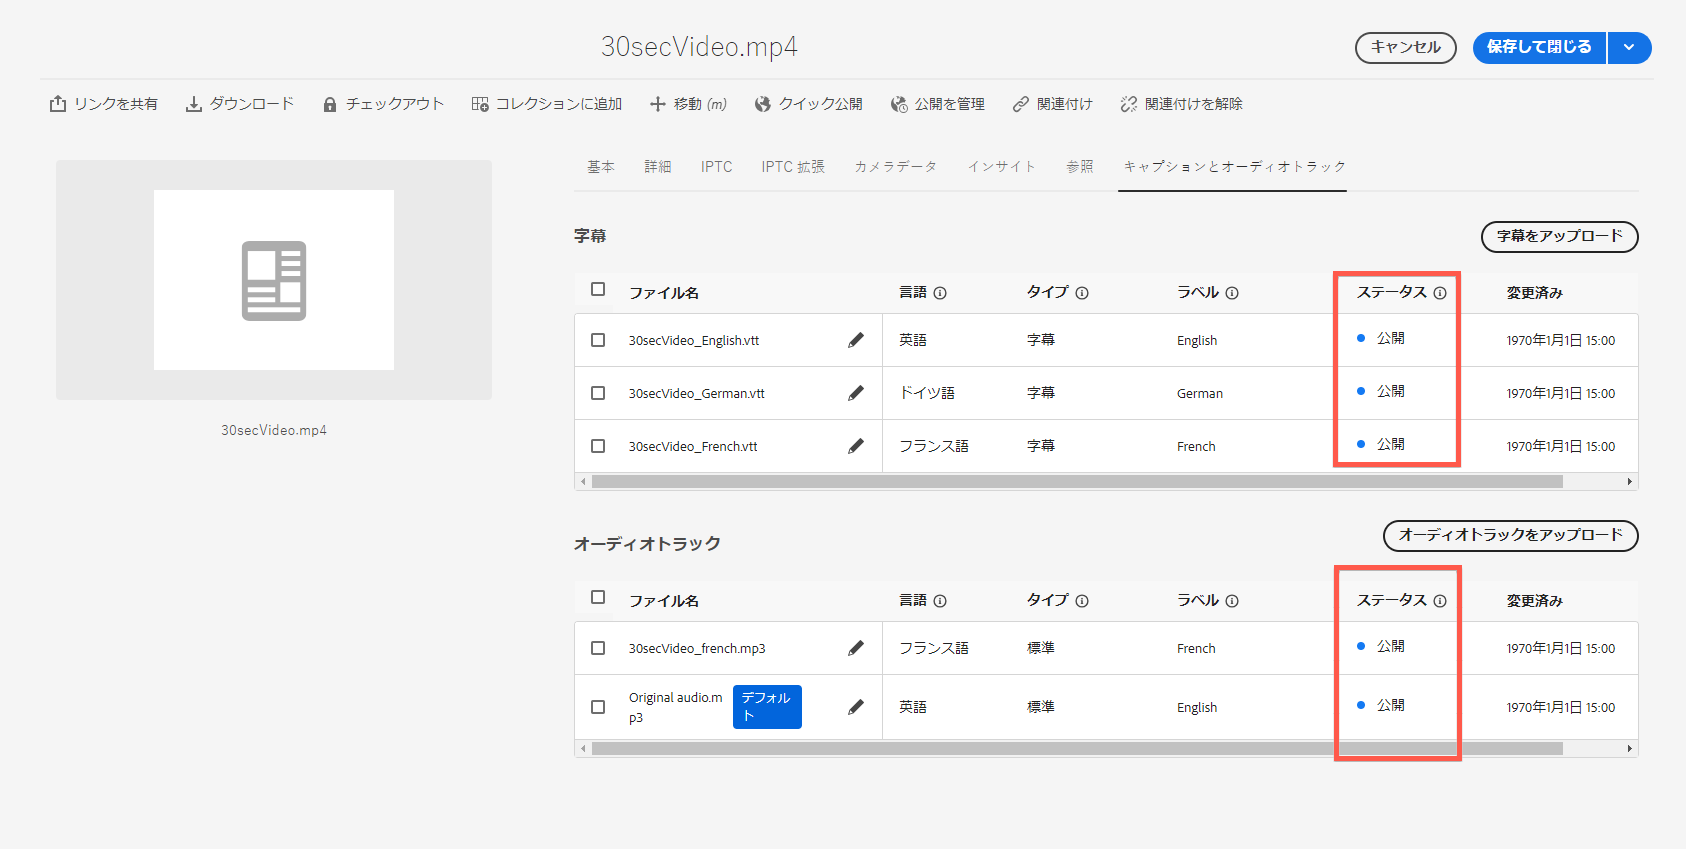 30secVideo.mp4
キャンセル
保存して閉じる
リンクを共有 ダウンロード チェックアウト コレクションに追加 移動 (m) クイック公開 公開を管理 関連付け 関連付けを解除
基本 詳細 IPTC IPTC 拡張 カメラデータ インサイト 参照 キャプションとオーディオトラック
30secVideo.mp4
字幕
字幕をアップロード
ファイル名 言語 タイプ ラベル ステータス 変更済み
30secVideo_English.vtt 英語 字幕 English 公開 1970年1月1日 15:00
30secVideo_German.vtt ドイツ語 字幕 German 公開 1970年1月1日 15:00
30secVideo_French.vtt フランス語 字幕 French 公開 1970年1月1日 15:00
オーディオトラック
オーディオトラックをアップロード
ファイル名 言語 タイプ ラベル ステータス 変更済み
30secVideo_french.mp3 フランス語 標準 French 公開 1970年1月1日 15:00
Original audio.m
p3
デフォル
ト
英語 標準 English 公開 1970年1月1日 15:00